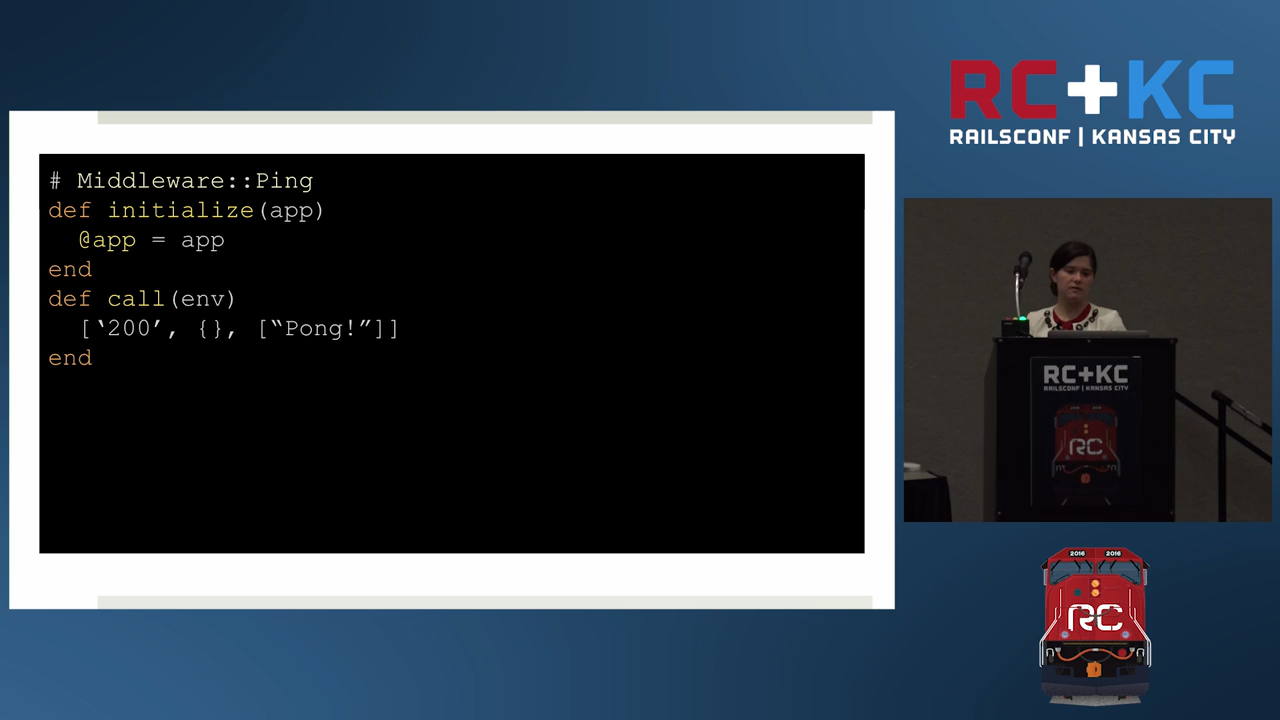 # Middleware::Ping
def initialize(app)
  @app = app
end
def call(env)
  [‘200’, {}, [“Pong!”]]
end
RC+KC
RAILSCONF | KANSAS CITY
RC+KC
RAILSCONF | KANSAS CITY
RC
2016 2016
RC